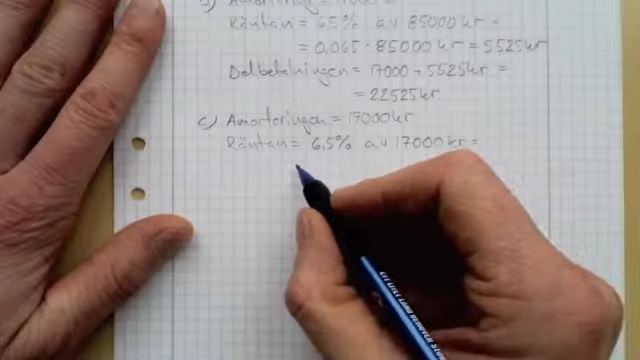 Räntan = 6,5% av 85000 kr =
= 0,065 · 85000 kr = 5525 kr
Delbetalningen = 17000 + 5525 kr =
= 22525 kr
c) Amorteringen = 17000 kr
Räntan = 6,5% av 17000 kr =